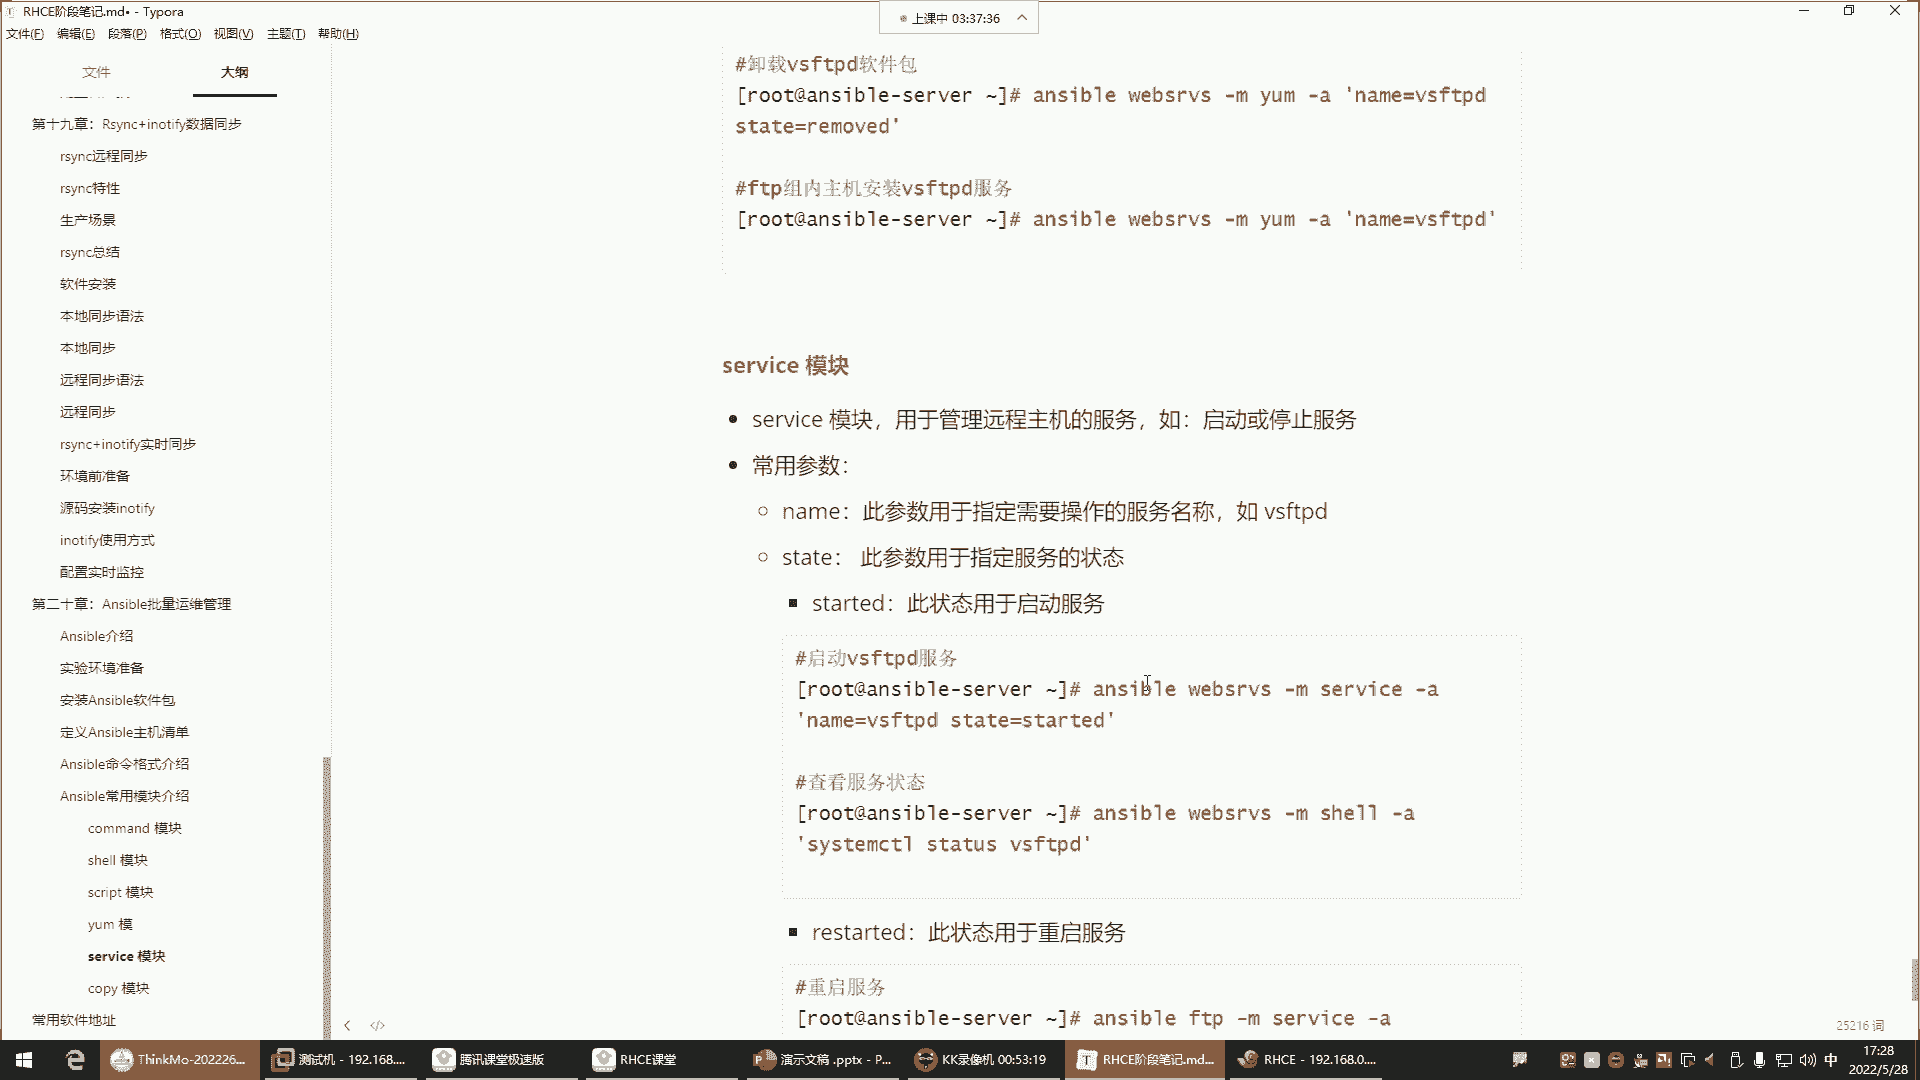 RHCE阶段笔记.md• - Typora
上课中 03:37:36
文件(F) 编辑(E) 段落(P) 格式(O) 视图(V) 主题(T) 帮助(H)
文件 大纲
第十九章：Rsync+inotify数据同步
rsync远程同步
rsync特性
生产场景
rsync总结
软件安装
本地同步语法
本地同步
远程同步语法
远程同步
rsync+inotify实时同步
环境前准备
源码安装inotify
inotify使用方式
配置实时监控
第二十章：Ansible批量运维管理
Ansible介绍
实验环境准备
安装Ansible软件包
定义Ansible主机清单
Ansible命令格式介绍
Ansible常用模块介绍
command 模块
shell 模块
script 模块
yum 模
service 模块
copy 模块
常用软件地址
#卸载vsftpd软件包
[root@ansible-server ~]# ansible websrvs -m yum -a 'name=vsftpd
state=removed'
#ftp组内主机安装vsftpd服务
[root@ansible-server ~]# ansible websrvs -m yum -a 'name=vsftpd'
service 模块
service 模块，用于管理远程主机的服务，如：启动或停止服务
常用参数：
name：此参数用于指定需要操作的服务名称，如 vsftpd
state： 此参数用于指定服务的状态
started：此状态用于启动服务
#启动vsftpd服务
[root@ansible-server ~]# ansible websrvs -m service -a
'name=vsftpd state=started'
#查看服务状态
[root@ansible-server ~]# ansible websrvs -m shell -a
'systemctl status vsftpd'
restarted：此状态用于重启服务
#重启服务
[root@ansible-server ~]# ansible ftp -m service -a
25216 词
ThinkMo-202226... 测试机 - 192.168.... 腾讯课堂极速版 RHCE课堂 演示文稿 .pptx - P... KK录像机 00:53:19 RHCE阶段笔记.md... RHCE - 192.168.0.... 中
17:28
2022/5/28